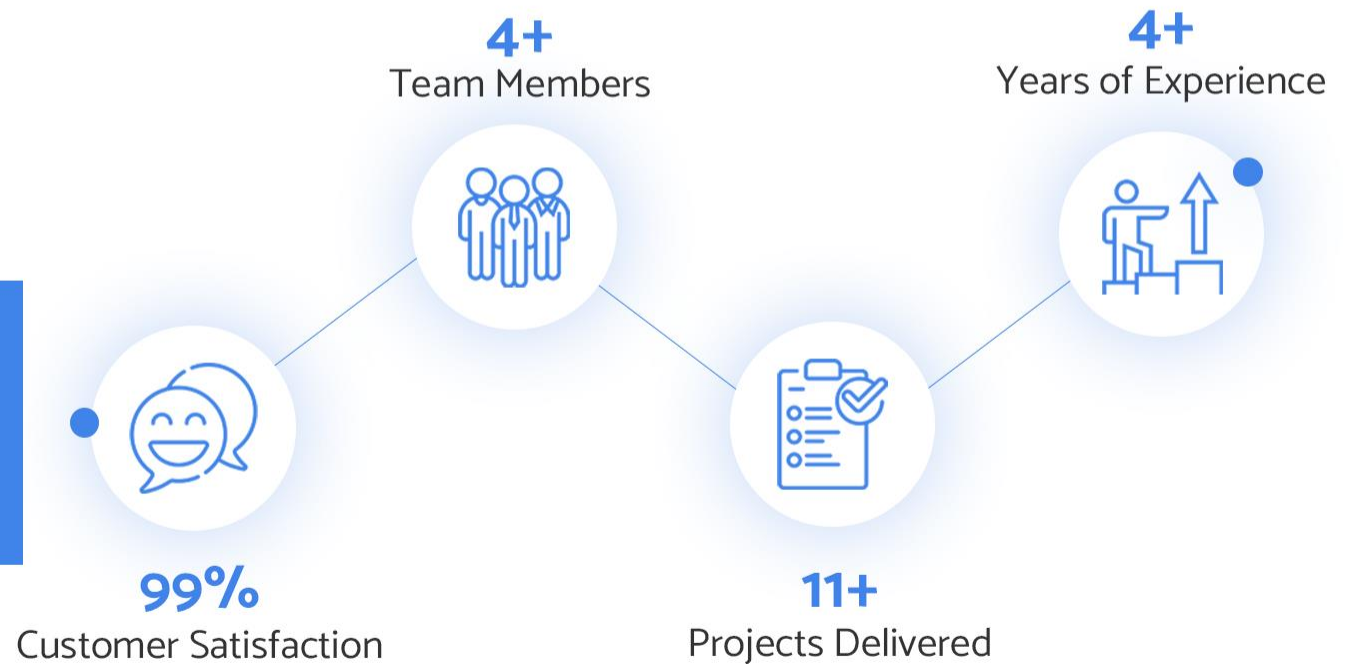 4+
Team Members
4+
Years of Experience
99%
Customer Satisfaction
11+
Projects Delivered